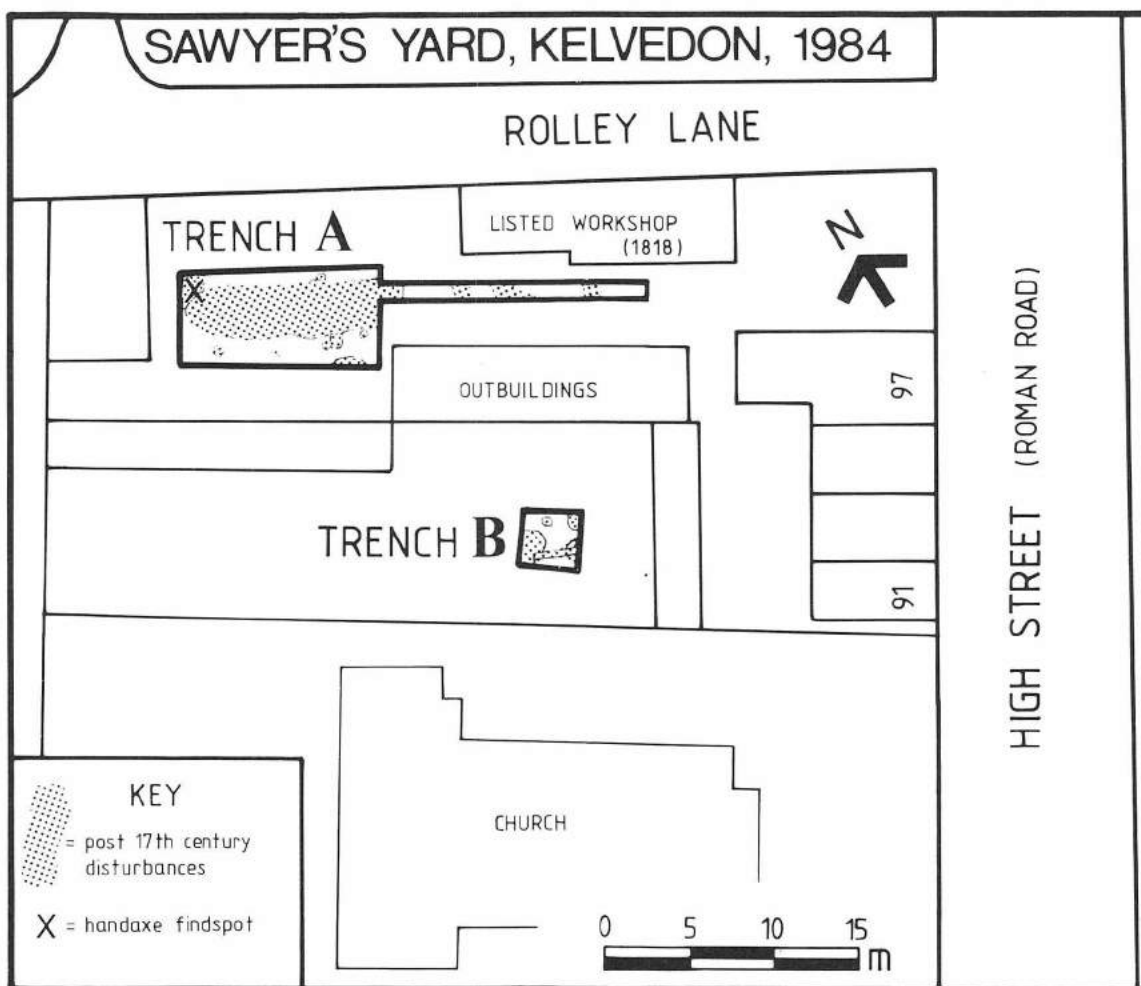 SAWYER'S YARD, KELVEDON, 1984
ROLLEY LANE
LISTED WORKSHOP
(1818)
TRENCH A
X
N
OUTBUILDINGS
97
HIGH STREET (ROMAN ROAD)
TRENCH B
91
KEY
= post 17th century
disturbances
X = handaxe findspot
CHURCH
0 5 10 15
m